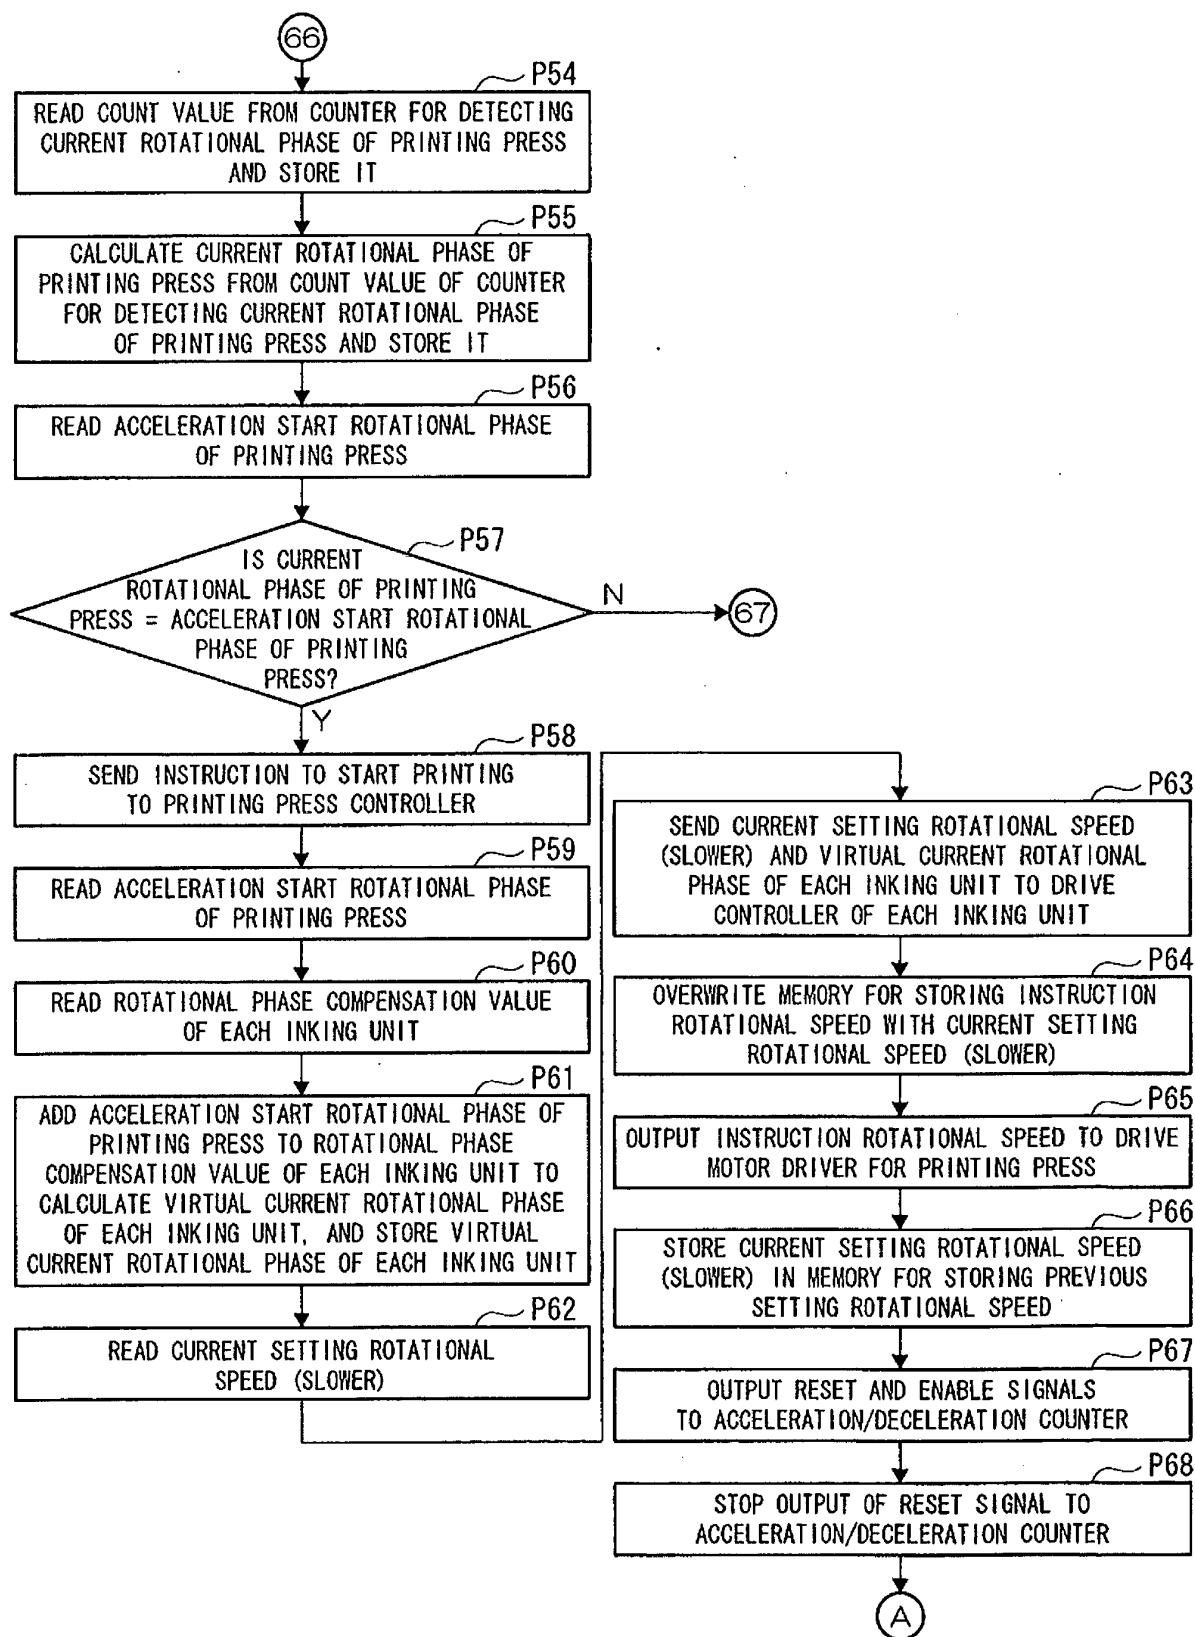 66
P54
READ COUNT VALUE FROM COUNTER FOR DETECTING
CURRENT ROTATIONAL PHASE OF PRINTING PRESS
AND STORE IT
P55
CALCULATE CURRENT ROTATIONAL PHASE OF
PRINTING PRESS FROM COUNT VALUE OF COUNTER
FOR DETECTING CURRENT ROTATIONAL PHASE
OF PRINTING PRESS AND STORE IT
P56
READ ACCELERATION START ROTATIONAL PHASE
OF PRINTING PRESS
P57
IS CURRENT
ROTATIONAL PHASE OF PRINTING
PRESS = ACCELERATION START ROTATIONAL
PHASE OF PRINTING
PRESS?
N
67
Y
P58
SEND INSTRUCTION TO START PRINTING
TO PRINTING PRESS CONTROLLER
P59
READ ACCELERATION START ROTATIONAL PHASE
OF PRINTING PRESS
P60
READ ROTATIONAL PHASE COMPENSATION VALUE
OF EACH INKING UNIT
P61
ADD ACCELERATION START ROTATIONAL PHASE OF
PRINTING PRESS TO ROTATIONAL PHASE
COMPENSATION VALUE OF EACH INKING UNIT TO
CALCULATE VIRTUAL CURRENT ROTATIONAL PHASE
OF EACH INKING UNIT, AND STORE VIRTUAL
CURRENT ROTATIONAL PHASE OF EACH INKING UNIT
P62
READ CURRENT SETTING ROTATIONAL
SPEED (SLOWER)
P63
SEND CURRENT SETTING ROTATIONAL SPEED
(SLOWER) AND VIRTUAL CURRENT ROTATIONAL
PHASE OF EACH INKING UNIT TO DRIVE
CONTROLLER OF EACH INKING UNIT
P64
OVERWRITE MEMORY FOR STORING INSTRUCTION
ROTATIONAL SPEED WITH CURRENT SETTING
ROTATIONAL SPEED (SLOWER)
P65
OUTPUT INSTRUCTION ROTATIONAL SPEED TO DRIVE
MOTOR DRIVER FOR PRINTING PRESS
P66
STORE CURRENT SETTING ROTATIONAL SPEED
(SLOWER) IN MEMORY FOR STORING PREVIOUS
SETTING ROTATIONAL SPEED
P67
OUTPUT RESET AND ENABLE SIGNALS
TO ACCELERATION/DECELERATION COUNTER
P68
STOP OUTPUT OF RESET SIGNAL TO
ACCELERATION/DECELERATION COUNTER
A